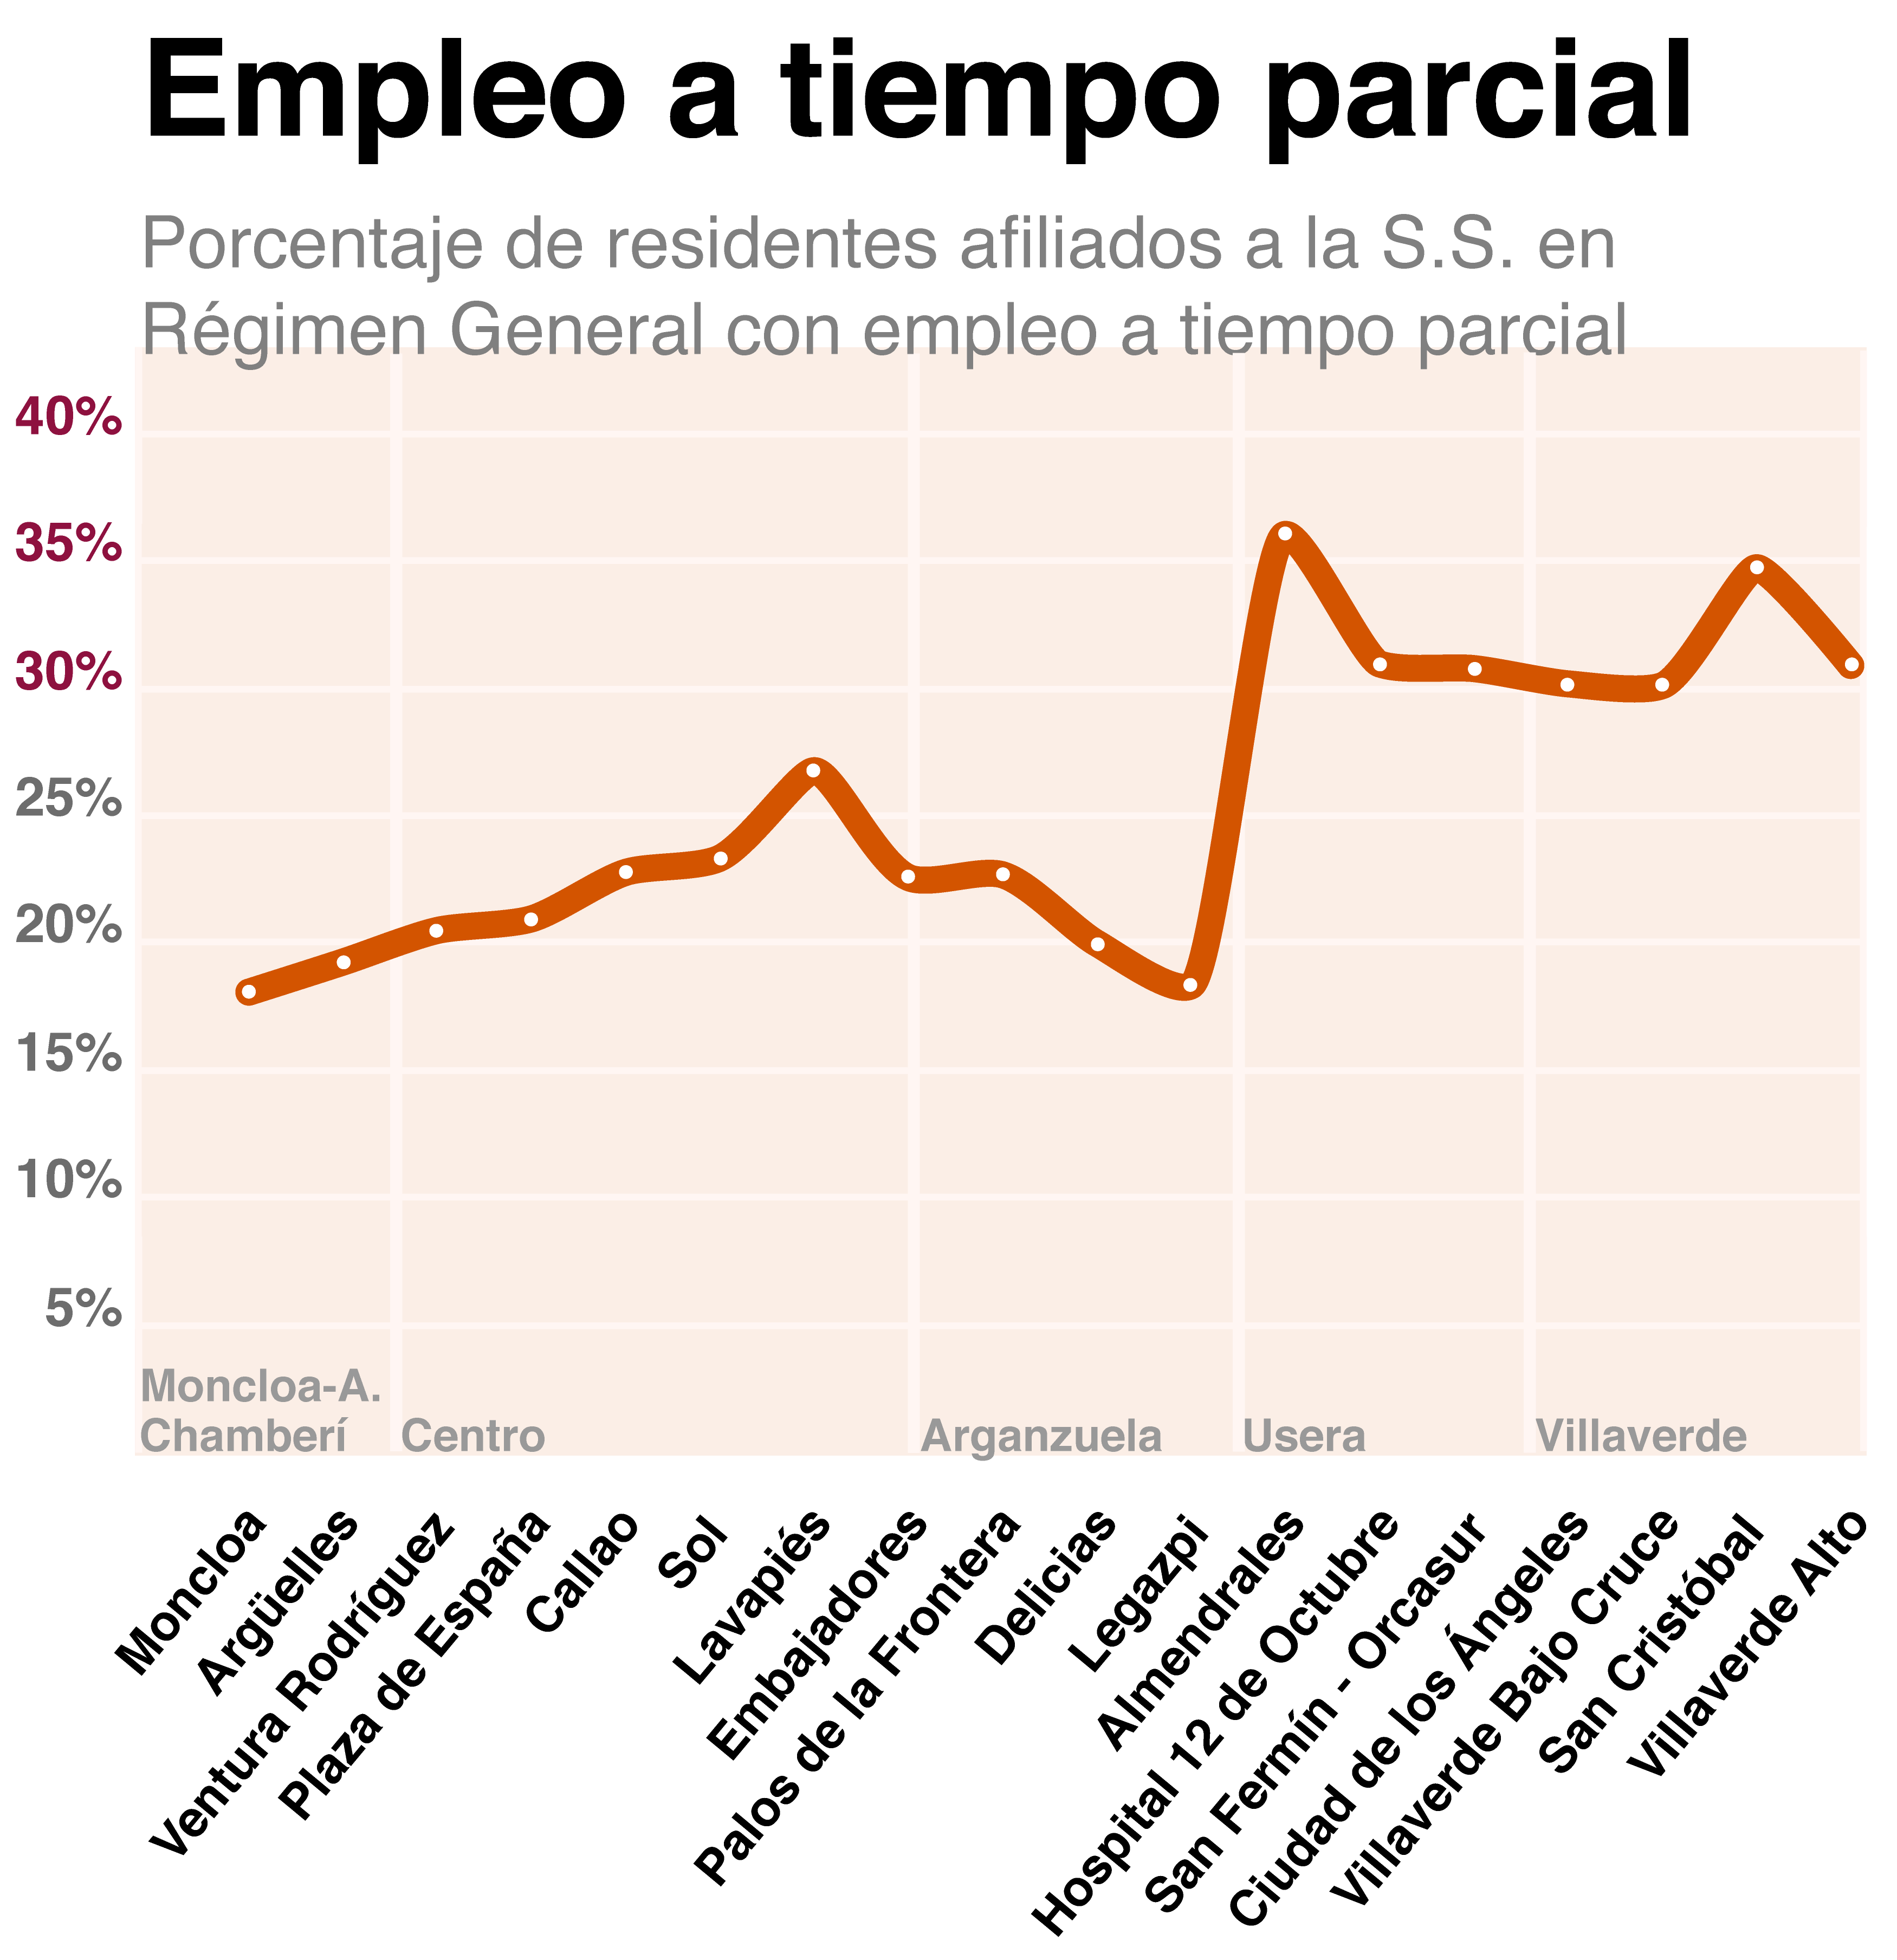 Empleo a tiempo parcial
Porcentaje de residentes afiliados a la S.S. en
Régimen General con empleo a tiempo parcial
40%
35%
30%
25%
20%
15%
10%
5%
Moncloa-A.
Chamberí
Centro
Arganzuela
Usera
Villaverde
Moncloa
Argüelles
Ventura Rodríguez
Plaza de España
Callao
Sol
Lavapiés
Embajadores
Palos de la Frontera
Delicias
Legazpi
Almendrales
Hospital 12 de Octubre
San Fermín - Orcasur
Ciudad de los Ángeles
Villaverde Bajo Cruce
San Cristóbal
Villaverde Alto